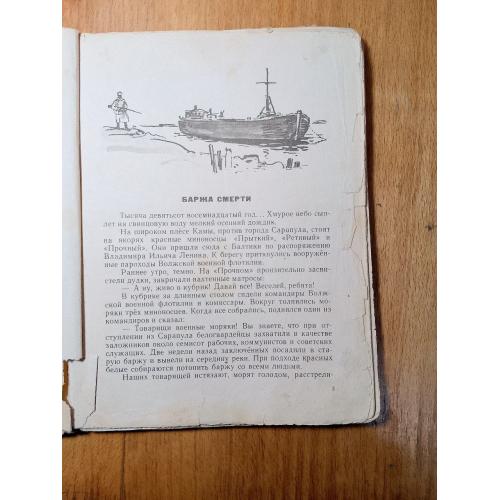 БАРЖА СМЕРТИ
Тысяча девятьсот восемнадцатый год... Хмурое небо сып-
лет на свинцовую воду мелкий осенний дождик.
На широком плёсе Камы, против города Сарапула, стоят
на якорях красные миноносцы «Прыткий», «Ретивый» и
«Прочный». Они пришли сюда с Балтики по распоряжению
Владимира Ильича Ленина. К берегу приткнулись вооружён-
ные пароходы Волжской военной флотилии.
Раннее утро, темно. На «Прочном» пронзительно засви-
стели дудки, закричали вахтенные матросы:
— А ну, живо в кубрик! Давай все! Веселей, ребята!
В кубрике за длинным столом сидели командиры Волж-
ской военной флотилии и комиссары. Вокруг толпились мо-
ряки трёх миноносцев. Когда все собрались, поднялся один из
командиров и сказал:
— Товарищи военные моряки! Вы знаете, что при от-
ступлении из Сарапула белогвардейцы захватили в качестве
заложников около семисот рабочих, коммунистов и советских
служащих. Две недели назад заключённых посадили в ста-
рую баржу и вывели на середину реки. При подходе красных
белые собираются потопить баржу со всеми людьми.
Наших товарищей истязают, морят голодом, расстрели-
3